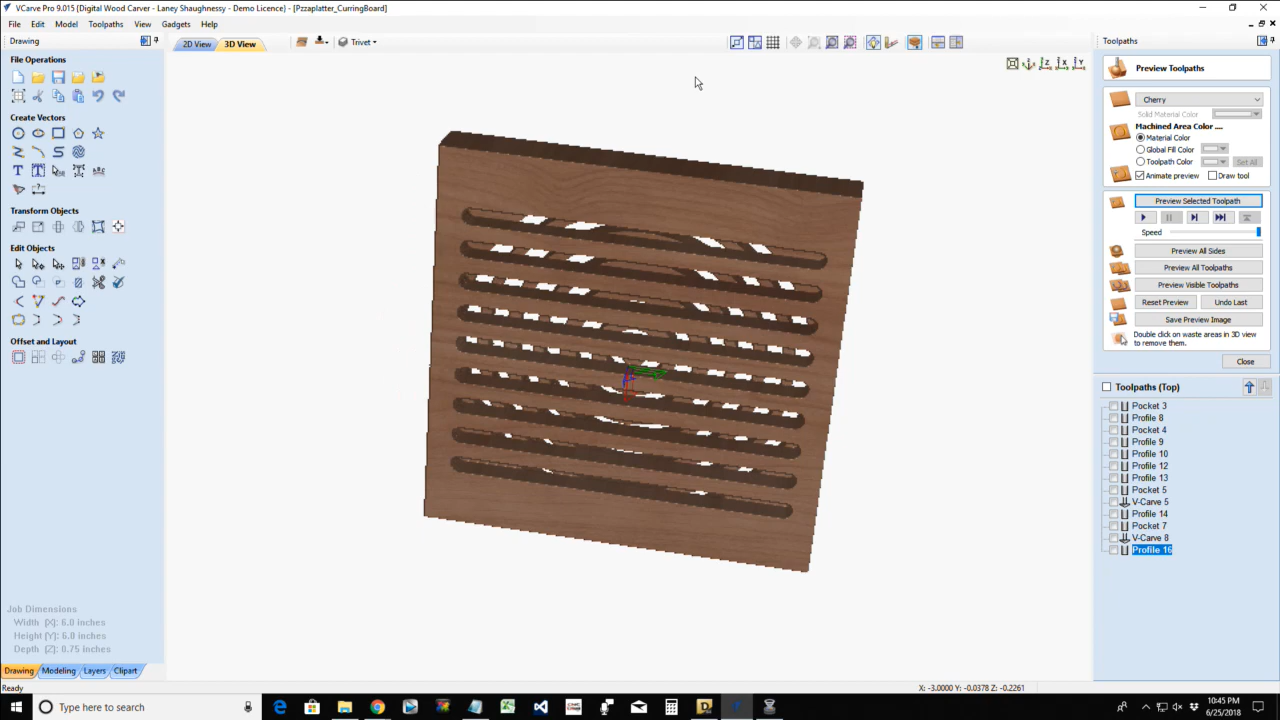 VCarve Pro 9.015 {Digital Wood Carver - Laney Shaughnessy - Demo Licence} - [Pzzaplatter_CurringBoard]
File Edit Model Toolpaths View Gadgets Help
Drawing
2D View 3D View
Trivet
Toolpaths
File Operations
Create Vectors
Transform Objects
Edit Objects
Offset and Layout
Job Dimensions
Width (X): 6.0 inches
Height (Y): 6.0 inches
Depth (Z): 0.75 inches
Drawing Modeling Layers Clipart
Ready
Z X Y
Preview Toolpaths
Cherry
Solid Material Color
Machined Area Color ....
Material Color
Global Fill Color
Toolpath Color Set All
Animate preview Draw tool
Preview Selected Toolpath
Speed
Preview All Sides
Preview All Toolpaths
Preview Visible Toolpaths
Reset Preview Undo Last
Save Preview Image
Double click on waste areas in 3D view
to remove them.
Close
Toolpaths (Top)
Pocket 3
Profile 8
Pocket 4
Profile 9
Profile 10
Profile 12
Profile 13
Pocket 5
V-Carve 5
Profile 14
Pocket 7
V-Carve 8
Profile 16
X: -3.0000 Y: -0.0378 Z: -0.2261
Type here to search
10:45 PM
6/25/2018